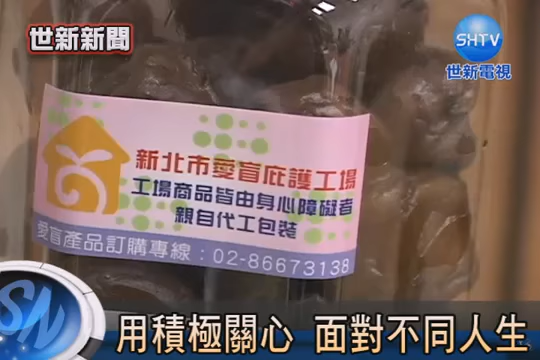 世新新聞
SHTV
世新電視
新北市愛盲庇護工場
工場商品皆由身心障礙者
親自代工包裝
愛盲產品訂購專線：02-86673138
SN
用積極關心 面對不同人生